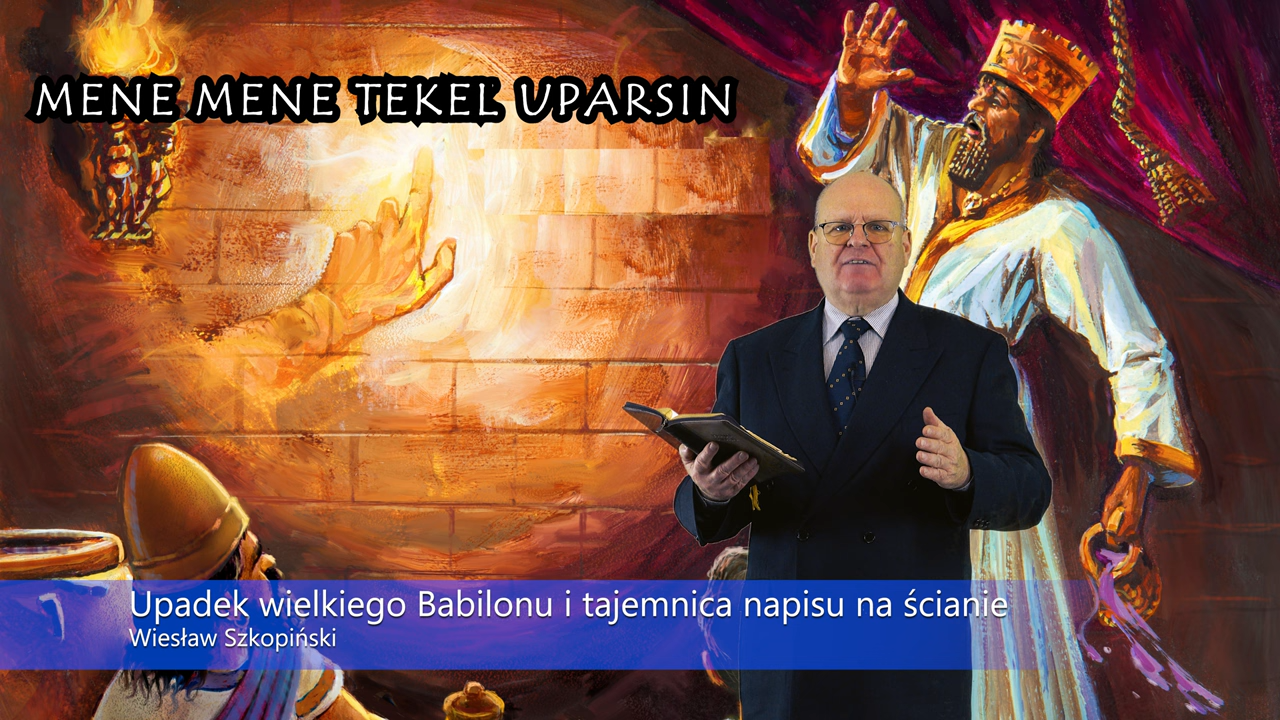 MENE MENE TEKEL UPARSIN
Upadek wielkiego Babilonu i tajemnica napisu na ścianie
Wiesław Szkopiński